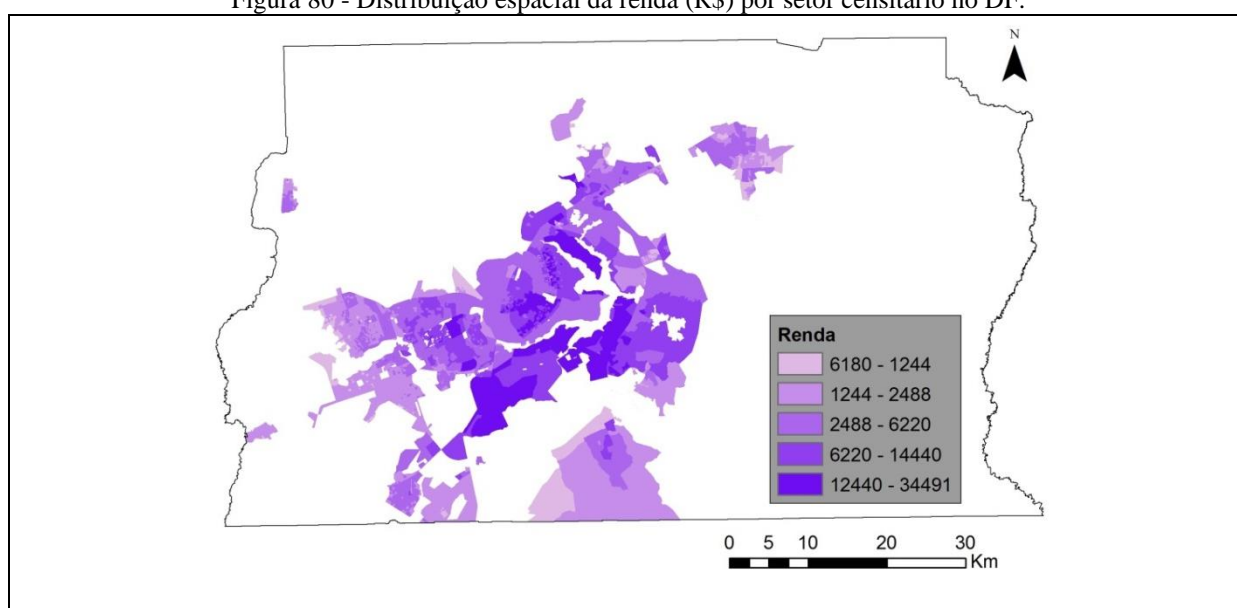 Figura 80 - Distribuição espacial da renda (R$) por setor censitário no DF.
N
Renda
6180 - 1244
1244 - 2488
2488 - 6220
6220 - 14440
12440 - 34491
0 5 10 20 30
Km